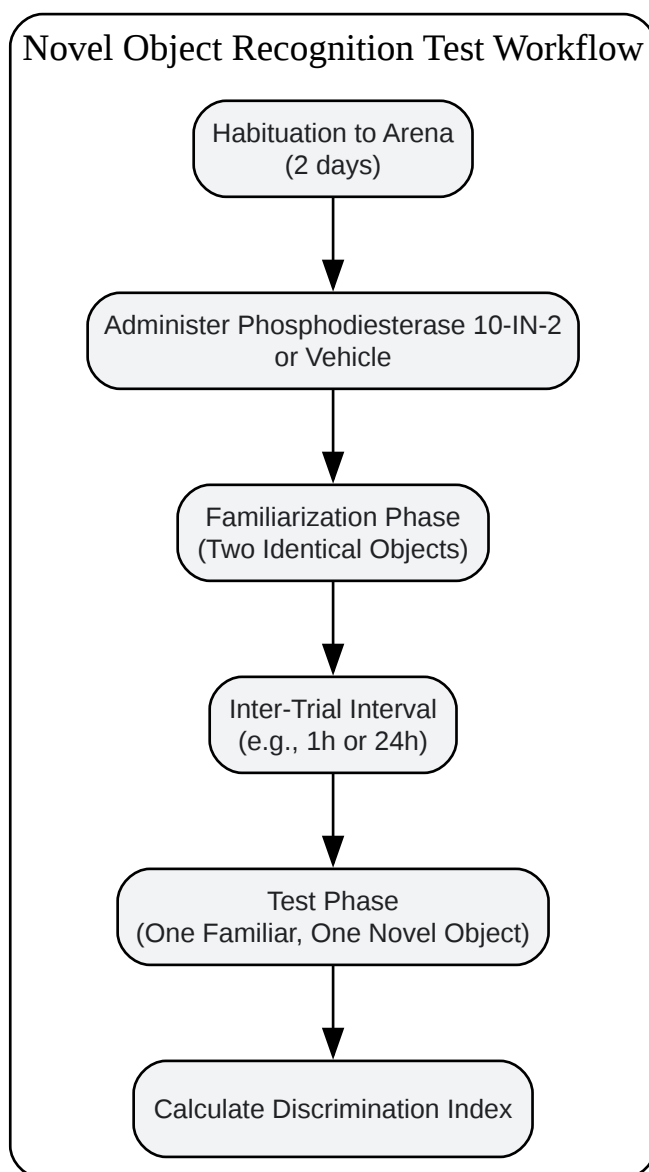 Novel Object Recognition Test Workflow
Habituation to Arena
(2 days)
Administer Phosphodiesterase 10-IN-2
or Vehicle
Familiarization Phase
(Two Identical Objects)
Inter-Trial Interval
(e.g., 1h or 24h)
Test Phase
(One Familiar, One Novel Object)
Calculate Discrimination Index